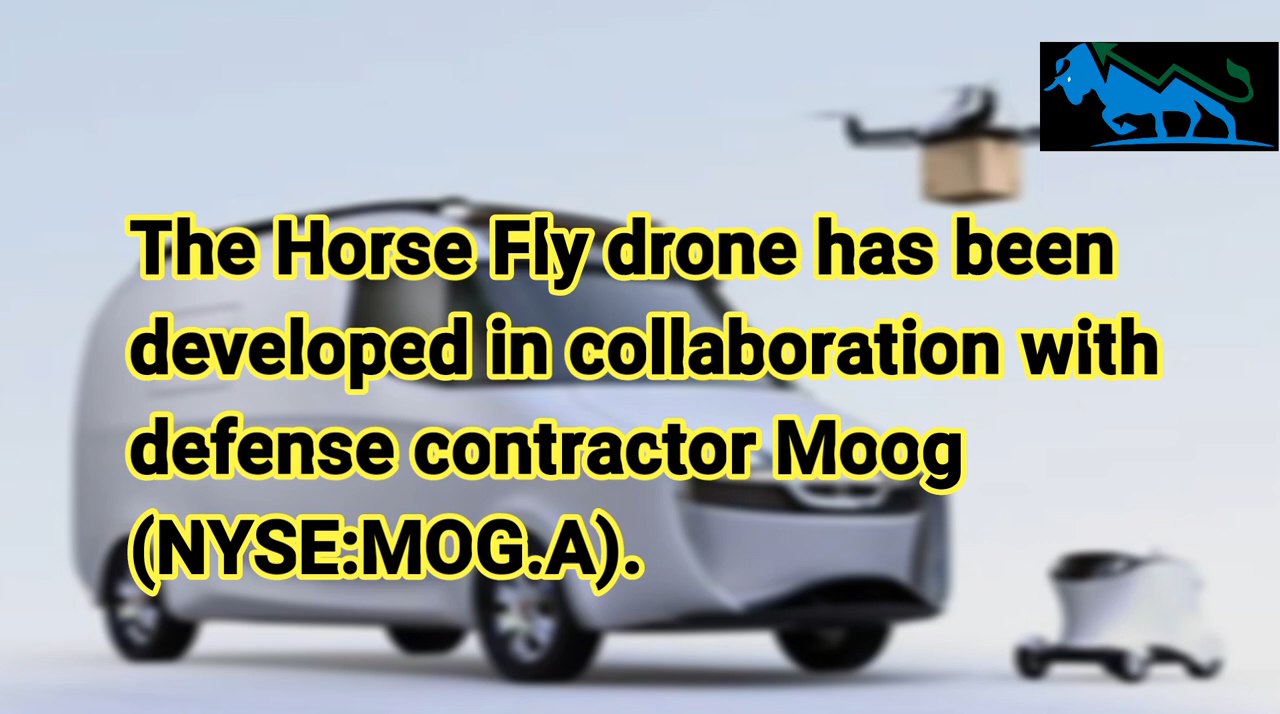 The Horse Fly drone has been
developed in collaboration with
defense contractor Moog
(NYSE:MOG.A).